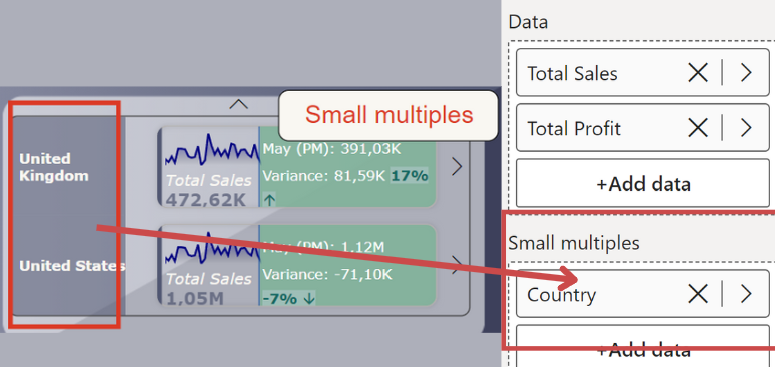 Small multiples
United
Kingdom
Total Sales
472,62K
May (PM): 391,03K
Variance: 81,59K 17%
↑
United States
Total Sales
1,05M
May (PM): 1.12M
Variance: -71,10K
-7% ↓
Data
Total Sales
Total Profit
+Add data
Small multiples
Country
+Add data